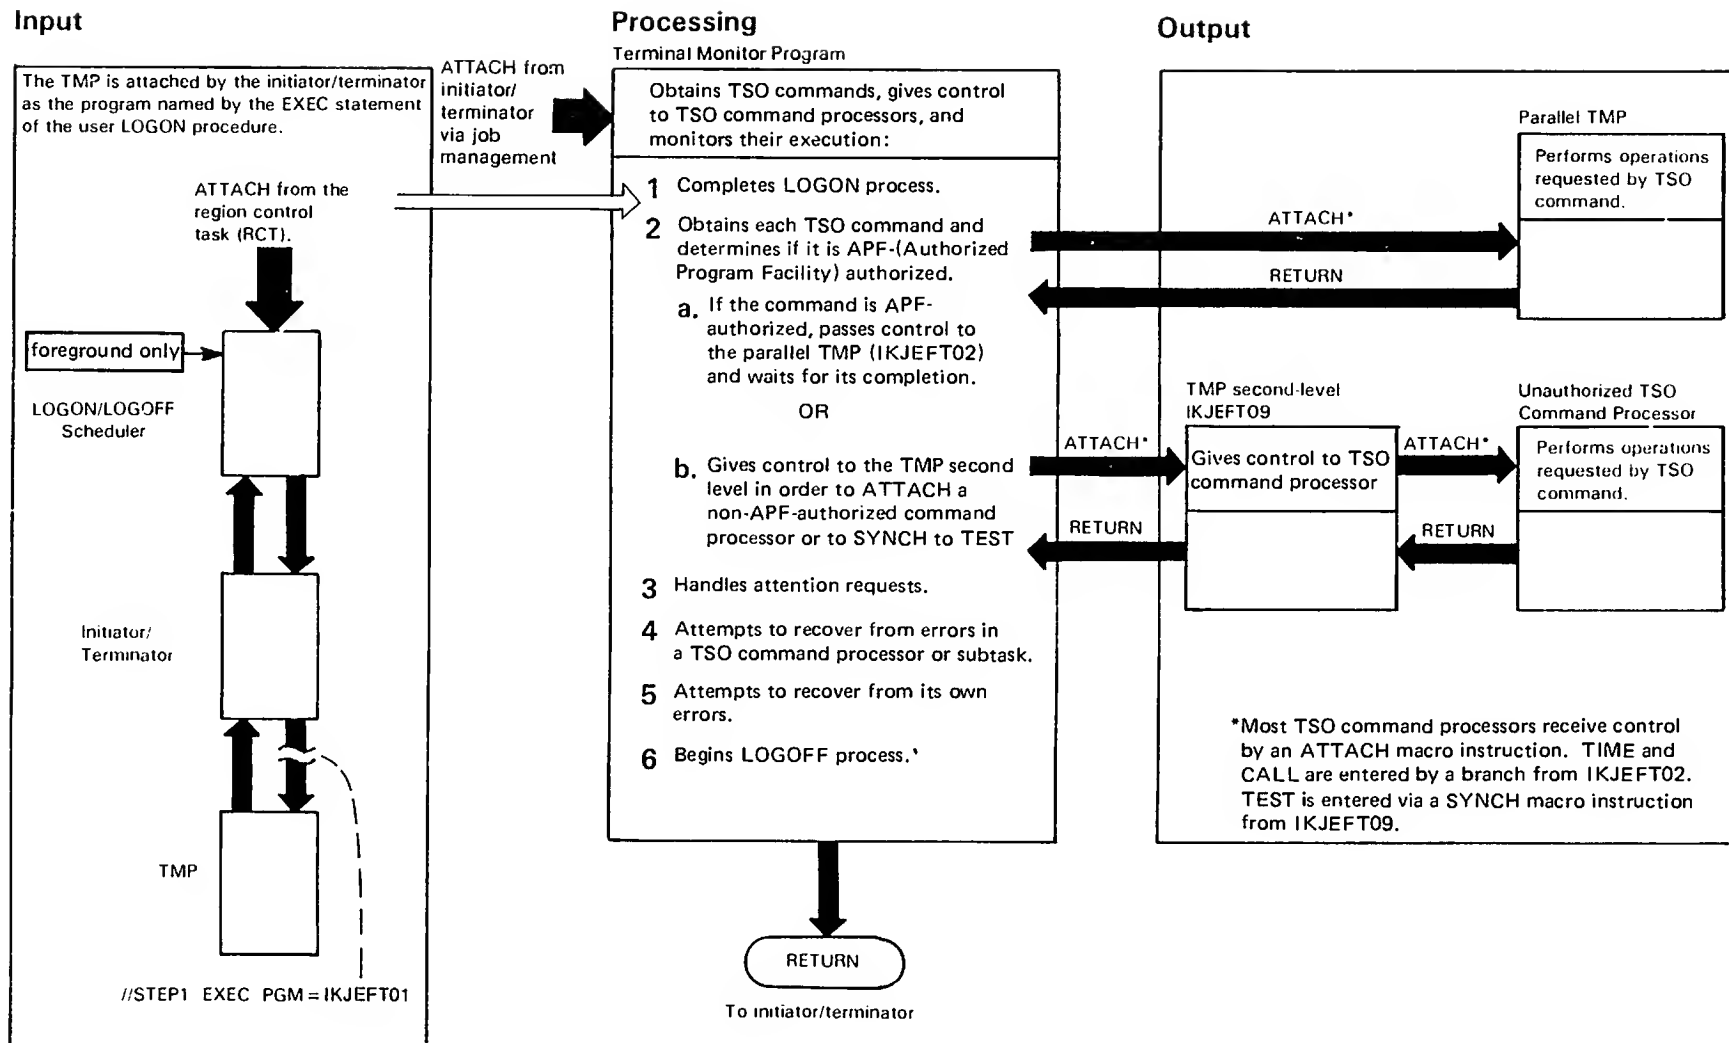 Input
The TMP is attached by the initiator/terminator
as the program named by the EXEC statement
of the user LOGON procedure.
ATTACH from the
region control
task (RCT).
foreground only
LOGON/LOGOFF
Scheduler
Initiator/
Terminator
TMP
//STEP1 EXEC PGM = IKJEFT01
ATTACH from
initiator/
terminator
via job
management
Processing
Terminal Monitor Program
Obtains TSO commands, gives control
to TSO command processors, and
monitors their execution:
1 Completes LOGON process.
2 Obtains each TSO command and
determines if it is APF-(Authorized
Program Facility) authorized.
a. If the command is APF-
authorized, passes control to
the parallel TMP (IKJEFT02)
and waits for its completion.
OR
b. Gives control to the TMP second
level in order to ATTACH a
non-APF-authorized command
processor or to SYNCH to TEST
3 Handles attention requests.
4 Attempts to recover from errors in
a TSO command processor or subtask.
5 Attempts to recover from its own
errors.
6 Begins LOGOFF process.'
RETURN
To initiator/terminator
Output
ATTACH*
RETURN
Parallel TMP
Performs operations
requested by TSO
command.
ATTACH*
RETURN
TMP second-level
IKJEFT09
Gives control to TSO
command processor
ATTACH*
RETURN
Unauthorized TSO
Command Processor
Performs operations
requested by TSO
command.
*Most TSO command processors receive control
by an ATTACH macro instruction. TIME and
CALL are entered by a branch from IKJEFT02.
TEST is entered via a SYNCH macro instruction
from IKJEFT09.